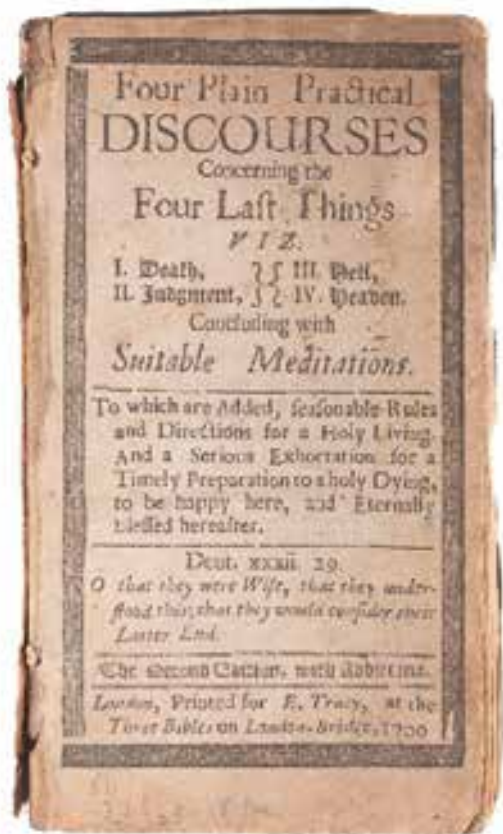 Four Plain Practical
DISCOURSES
Concerning the
Four Laſt Things
VIZ.
I. Death, }{ III. Hell,
II. Judgment, }{ IV. Heaven.
Concluding with
Suitable Meditations.
To which are Added, ſeaſonable Rules
and Directions for a Holy Living.
And a Serious Exhortation for a
Timely Preparation to a holy Dying,
to be happy here, and Eternally
bleſſed hereafter.
Deut. xxxii. 29.
O that they were Wiſe, that they under-
ſtood this, that they would conſider their
Latter End.
The Second Edition, with Additions.
London, Printed for E. Tracy, at the
Three Bibles on London-Bridge, 1700